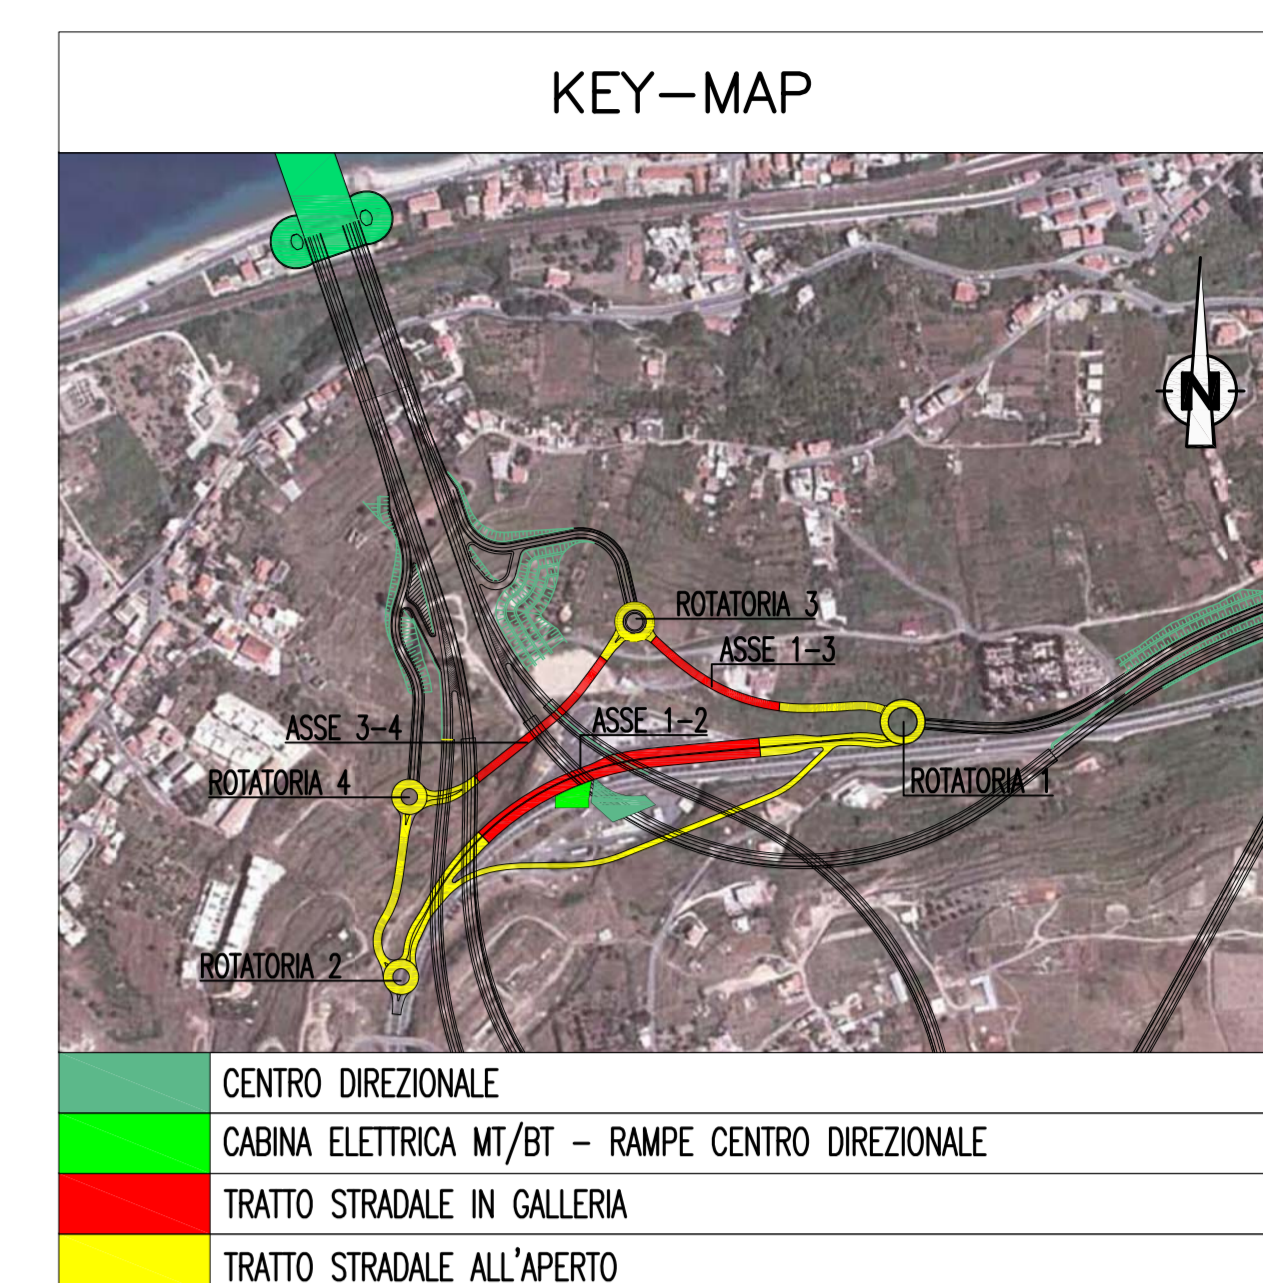 KEY-MAP
N
ROTATORIA 3
ASSE 1-3
ASSE 3-4
ASSE 1-2
ROTATORIA 4
ROTATORIA 1
ROTATORIA 2
CENTRO DIREZIONALE
CABINA ELETTRICA MT/BT - RAMPE CENTRO DIREZIONALE
TRATTO STRADALE IN GALLERIA
TRATTO STRADALE ALL'APERTO